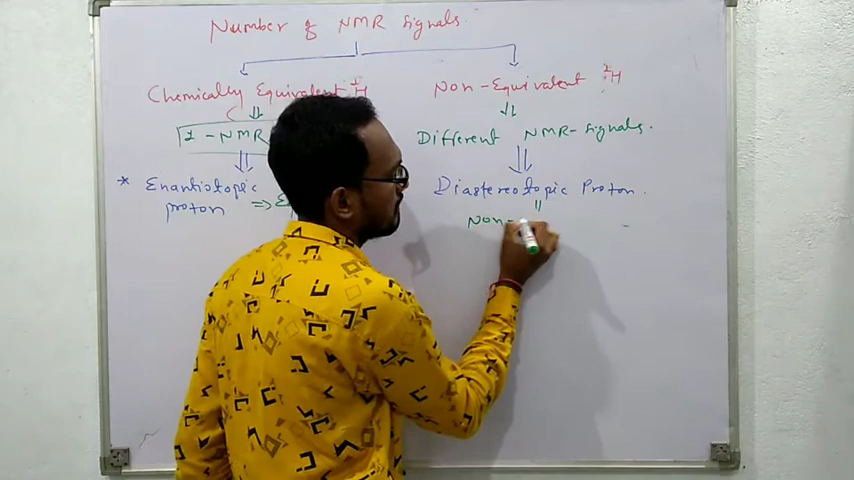 Number of NMR signals.
Chemically Equivalent ¹H
Non-Equivalent ¹H
1-NMR
Different NMR-signals.
* Enantiotopic proton ⇒
Diastereotopic Proton.
Non-